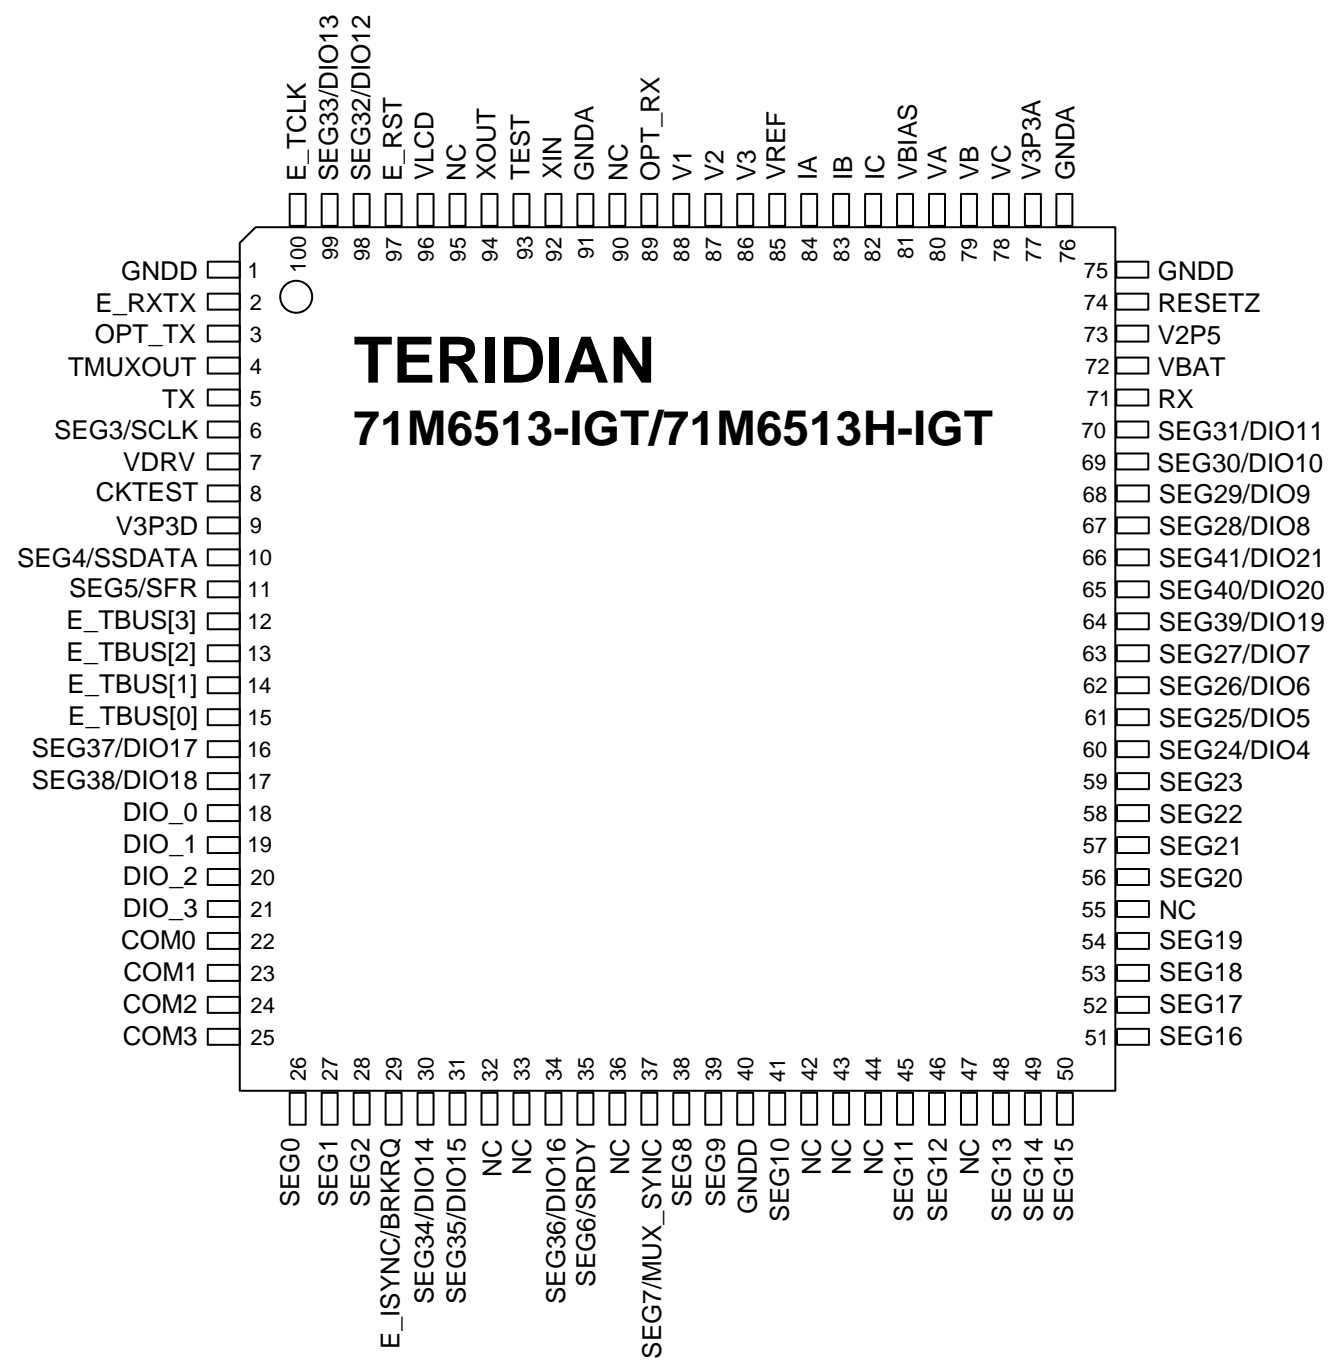 E_TCLK
SEG33/DIO13
SEG32/DIO12
E_RST
VLCD
NC
XOUT
TEST
XIN
GNDA
NC
OPT_RX
V1
V2
V3
VREF
IA
IB
IC
VBIAS
VA
VB
VC
V3P3A
GNDA
100
99
98
97
96
95
94
93
92
91
90
89
88
87
86
85
84
83
82
81
80
79
78
77
76
GNDD 1
E_RXTX 2
OPT_TX 3
TMUXOUT 4
TX 5
SEG3/SCLK 6
VDRV 7
CKTEST 8
V3P3D 9
SEG4/SSDATA 10
SEG5/SFR 11
E_TBUS[3] 12
E_TBUS[2] 13
E_TBUS[1] 14
E_TBUS[0] 15
SEG37/DIO17 16
SEG38/DIO18 17
DIO_0 18
DIO_1 19
DIO_2 20
DIO_3 21
COM0 22
COM1 23
COM2 24
COM3 25
TERIDIAN
71M6513-IGT/71M6513H-IGT
75 GNDD
74 RESETZ
73 V2P5
72 VBAT
71 RX
70 SEG31/DIO11
69 SEG30/DIO10
68 SEG29/DIO9
67 SEG28/DIO8
66 SEG41/DIO21
65 SEG40/DIO20
64 SEG39/DIO19
63 SEG27/DIO7
62 SEG26/DIO6
61 SEG25/DIO5
60 SEG24/DIO4
59 SEG23
58 SEG22
57 SEG21
56 SEG20
55 NC
54 SEG19
53 SEG18
52 SEG17
51 SEG16
26
27
28
29
30
31
32
33
34
35
36
37
38
39
40
41
42
43
44
45
46
47
48
49
50
SEG0
SEG1
SEG2
E_ISYNC/BRKRQ
SEG34/DIO14
SEG35/DIO15
NC
NC
SEG36/DIO16
SEG6/SRDY
NC
SEG7/MUX_SYNC
SEG8
SEG9
GNDD
SEG10
NC
NC
NC
SEG11
SEG12
NC
SEG13
SEG14
SEG15